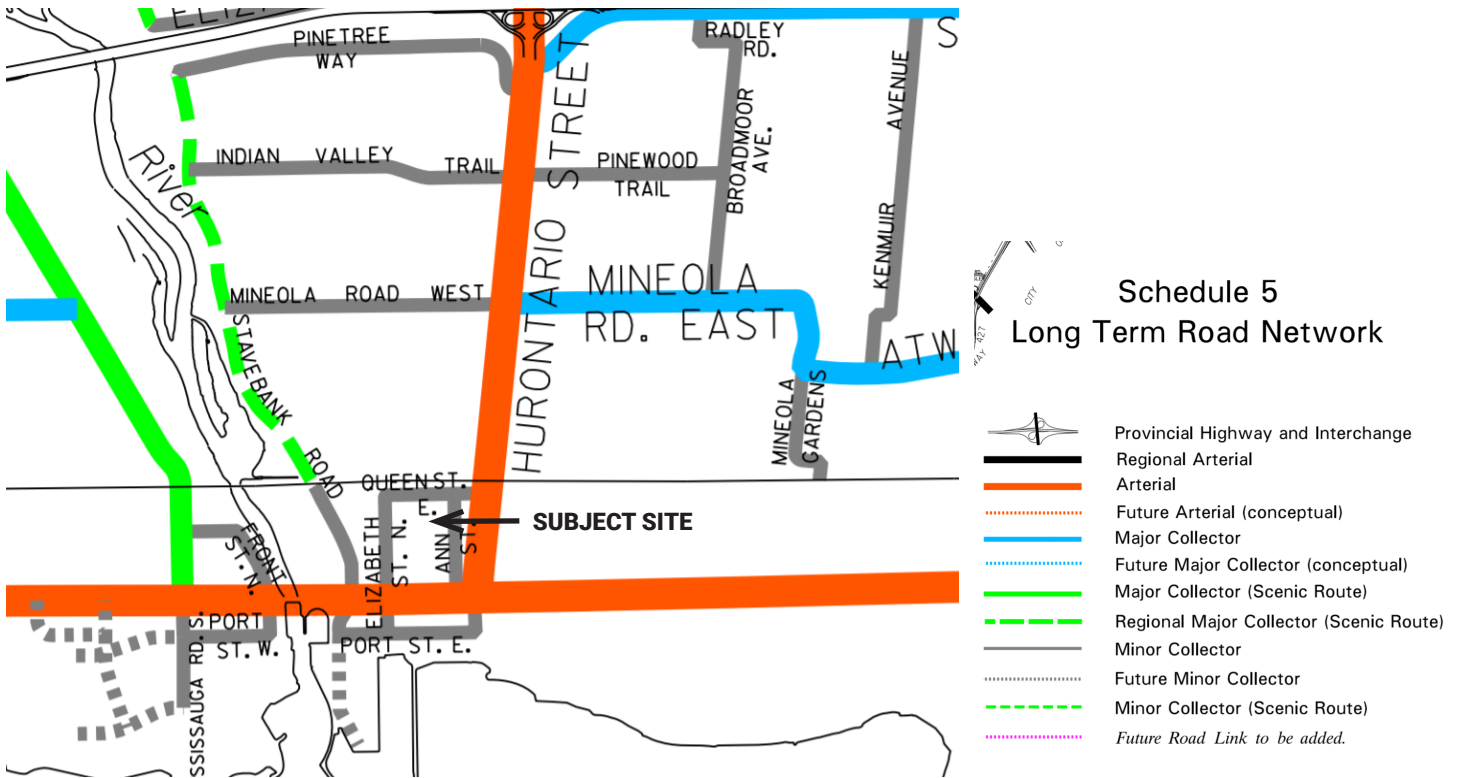 PINETREE
WAY
RADLEY
RD.
S
HURONTARIO STREET
KENMUIR AVENUE
BROADMOOR
AVE.
River
INDIAN VALLEY TRAIL
PINEWOOD
TRAIL
MINEOLA ROAD WEST
MINEOLA
RD. EAST
ATW
STAVEBANK ROAD
MINEOLA
GARDENS
QUEEN ST.
E.
SUBJECT SITE
FRONT
ST. N.
ELIZABETH
ST. N.
ANN
ST.
PORT
ST. W.
PORT ST. E.
SSISSAUGA RD. S.
CITY
AY 427
Schedule 5
Long Term Road Network
Provincial Highway and Interchange
Regional Arterial
Arterial
Future Arterial (conceptual)
Major Collector
Future Major Collector (conceptual)
Major Collector (Scenic Route)
Regional Major Collector (Scenic Route)
Minor Collector
Future Minor Collector
Minor Collector (Scenic Route)
Future Road Link to be added.